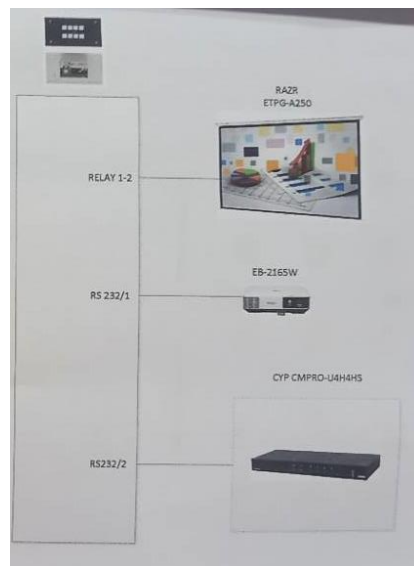 RAZR
ETPG-A250
RELAY 1-2
EB-2165W
RS 232/1
CYP CMPRO-U4H4HS
RS232/2